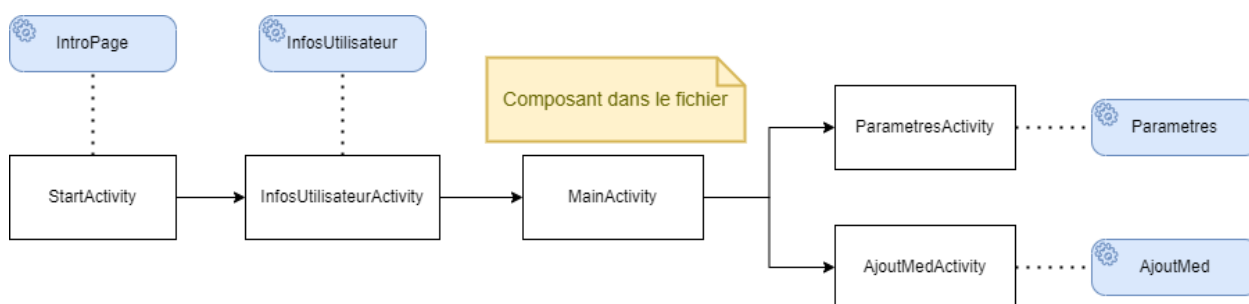 IntroPage
InfosUtilisateur
Composant dans le fichier
ParametresActivity
Parametres
StartActivity
InfosUtilisateurActivity
MainActivity
AjoutMedActivity
AjoutMed